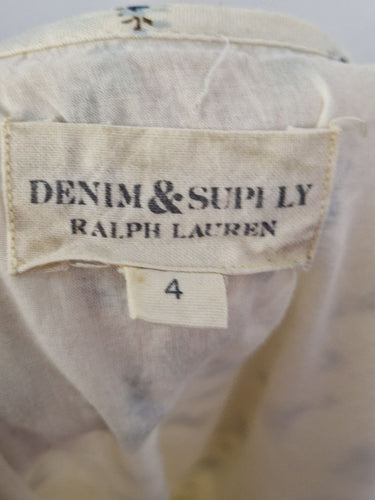 DENIM & SUPPLY
RALPH LAUREN
4